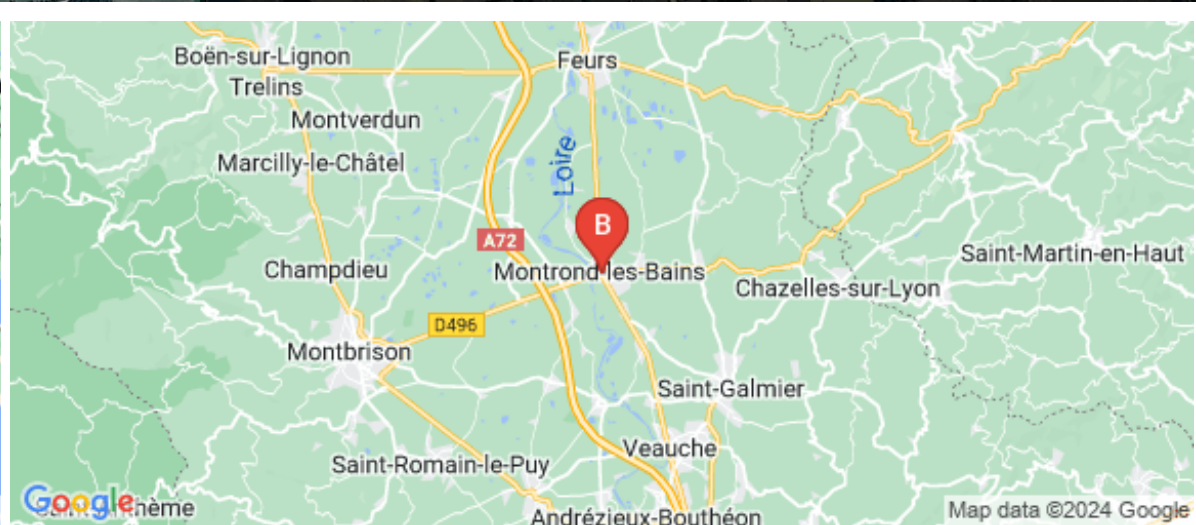 Boën-sur-Lignon
Feurs
Trelins
Montverdun
Marcilly-le-Châtel
Loire
B
A72
Champdieu
Montrond-les-Bains
Saint-Martin-en-Haut
Chazelles-sur-Lyon
D496
Montbrison
Saint-Galmier
Veauche
Saint-Romain-le-Puy
Google
Andrézieux-Bouthéon
Map data ©2024 Google